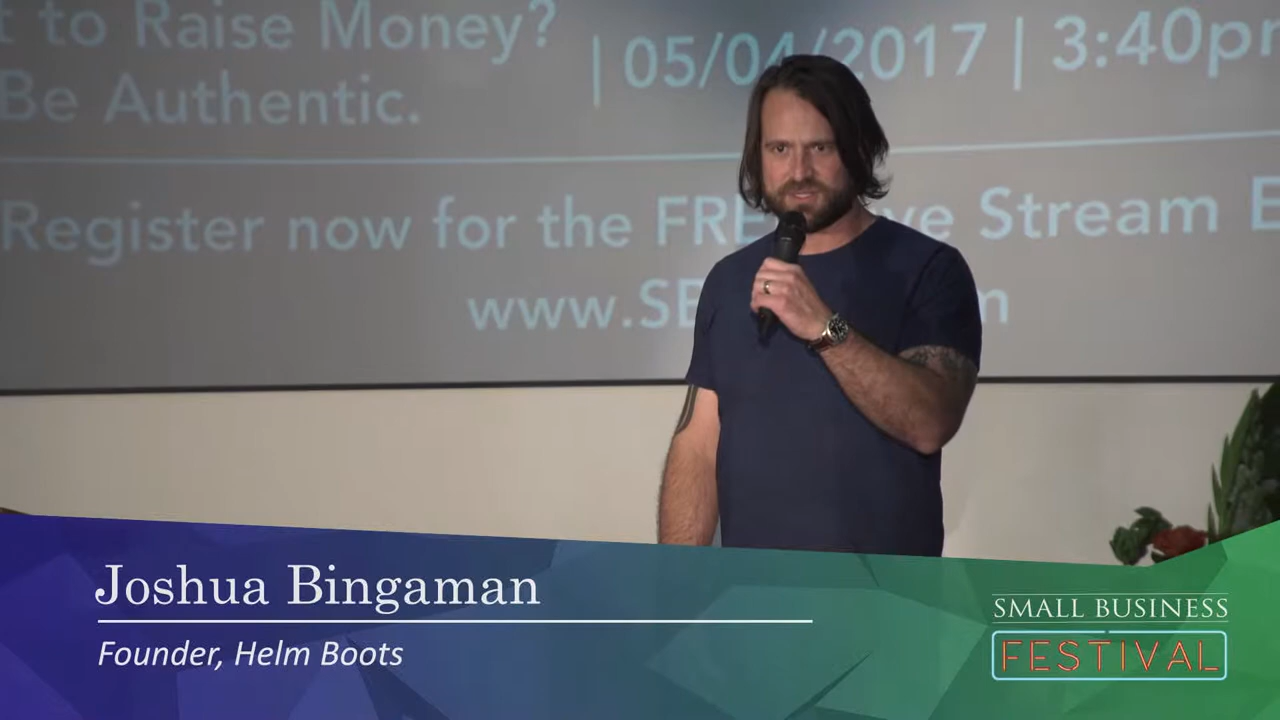 t to Raise Money?
Be Authentic.
| 05/04/2017 | 3:40p
Register now for the FRE ve Stream E
www.SB m
Joshua Bingaman
Founder, Helm Boots
SMALL BUSINESS
FESTIVAL